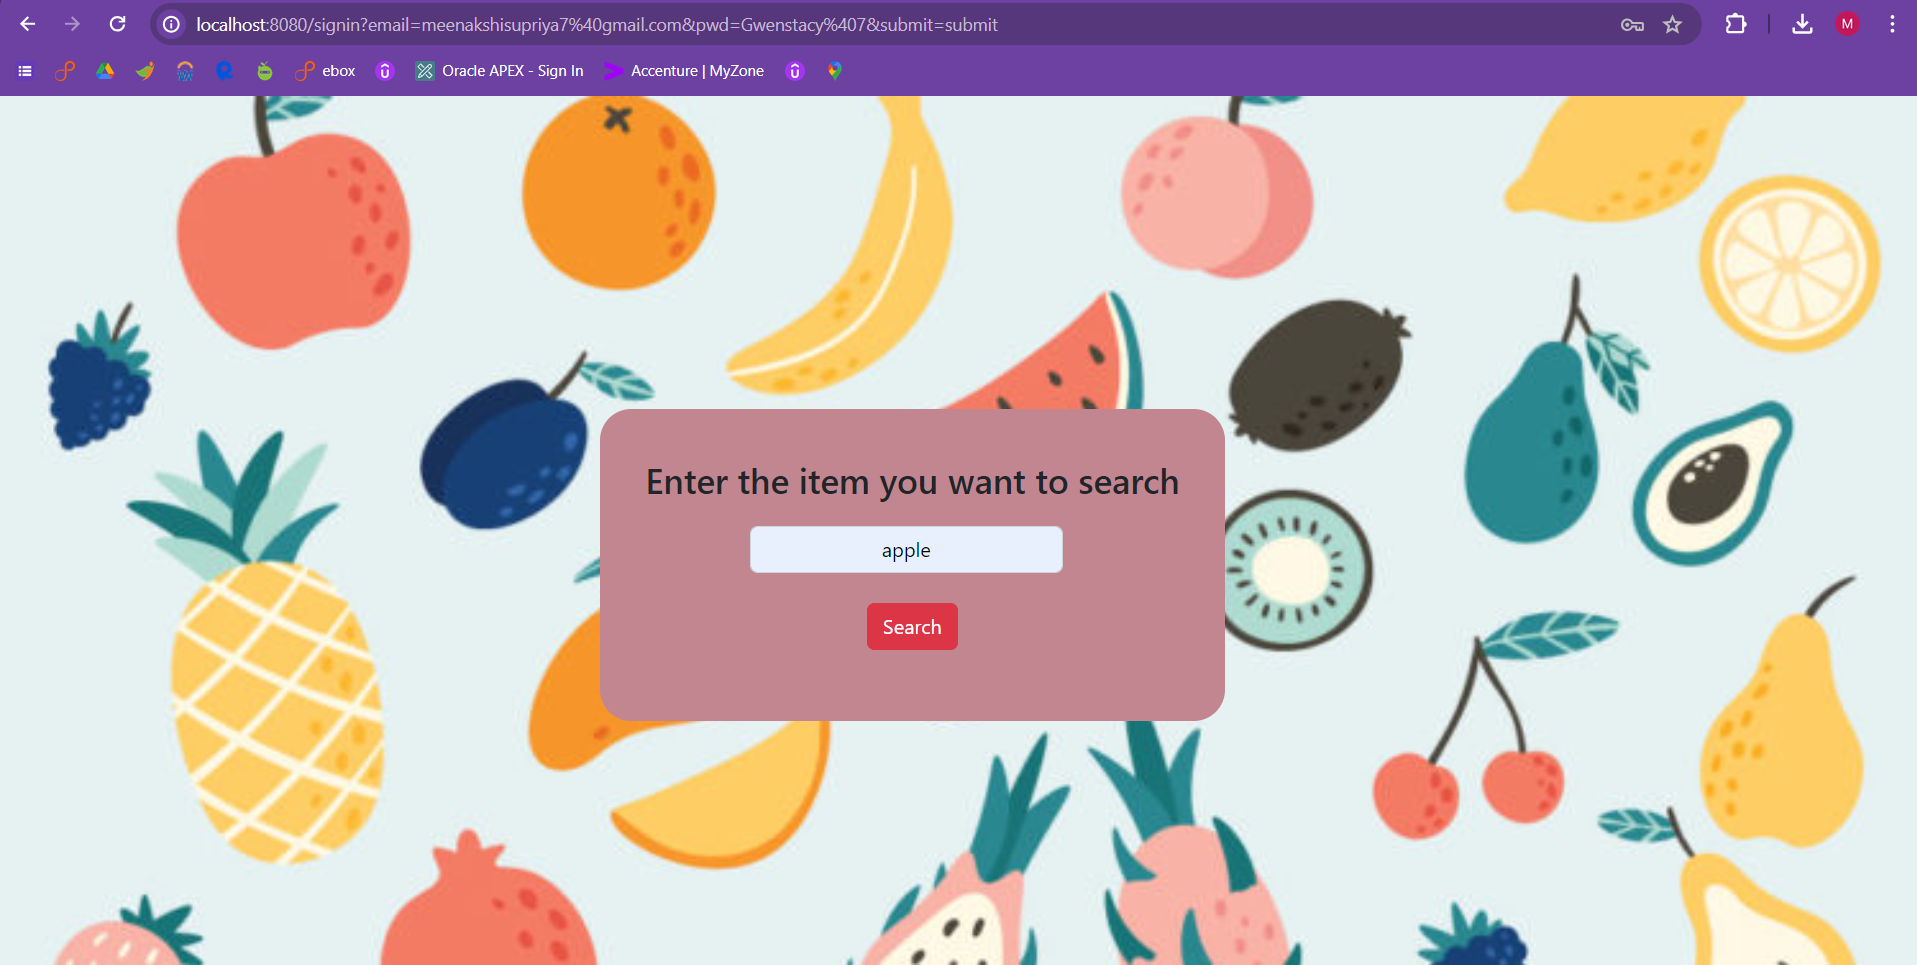 localhost:8080/signin?email=meenakshisupriya7%40gmail.com&pwd=Gwenstacy%407&submit=submit
M
ebox
Oracle APEX - Sign In
Accenture | MyZone
Enter the item you want to search
apple
Search